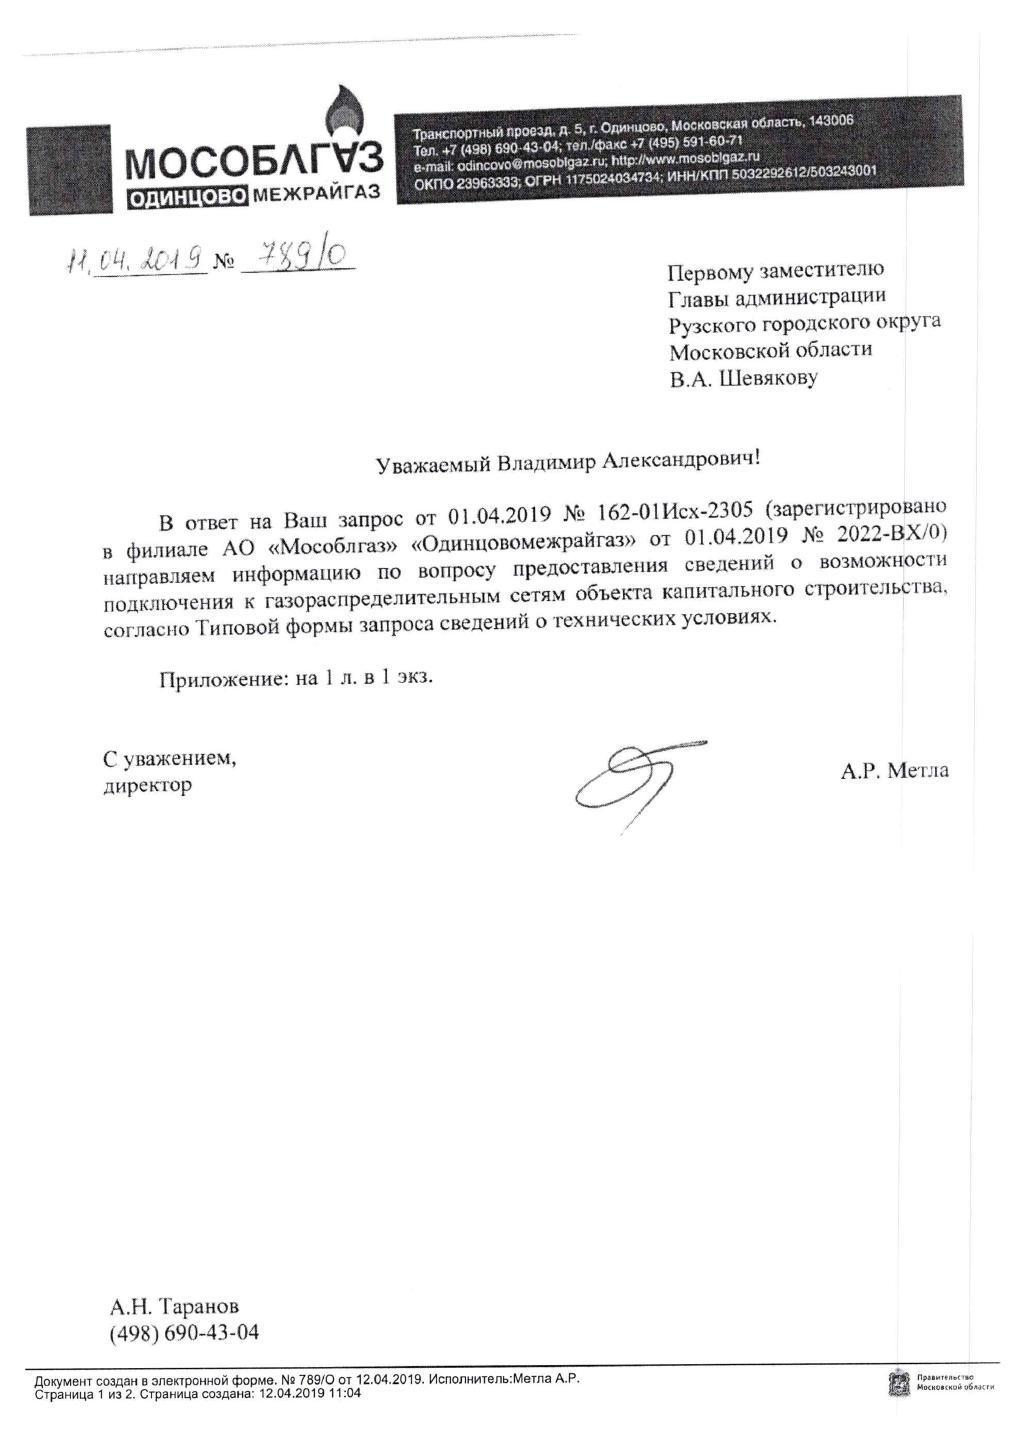 МОСОБЛГАЗ
ОДИНЦОВО МЕЖРАЙГАЗ
Транспортный проезд, д. 5, г. Одинцово, Московская область, 143006
Тел. +7 (498) 690-43-04; тел./факс +7 (495) 591-60-71
e-mail: odincovo@mosoblgaz.ru; http://www.mosoblgaz.ru
ОКПО 23963333; ОГРН 1175024034734; ИНН/КПП 5032292612/503243001
11.04.2019 № 789/О
Первому заместителю
Главы администрации
Рузского городского округа
Московской области
В.А. Шевякову
Уважаемый Владимир Александрович!
В ответ на Ваш запрос от 01.04.2019 № 162-01Исх-2305 (зарегистрировано
в филиале АО «Мособлгаз» «Одинцовомежрайгаз» от 01.04.2019 № 2022-ВХ/0)
направляем информацию по вопросу предоставления сведений о возможности
подключения к газораспределительным сетям объекта капитального строительства,
согласно Типовой формы запроса сведений о технических условиях.
Приложение: на 1 л. в 1 экз.
С уважением,
директор
А.Р. Метла
А.Н. Таранов
(498) 690-43-04
Документ создан в электронной форме. № 789/О от 12.04.2019. Исполнитель:Метла А.Р.
Страница 1 из 2. Страница создана: 12.04.2019 11:04
Правительство
Московской области